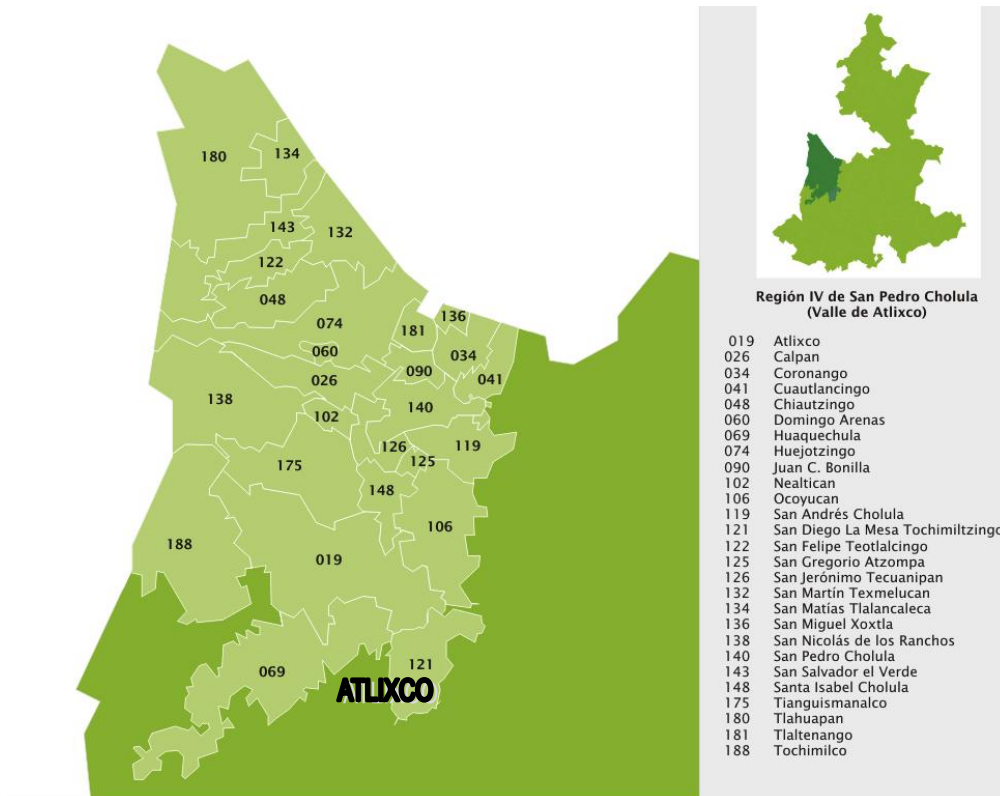 180
134
143
132
122
048
074
136
181
034
060
090
041
026
138
140
102
126
119
125
175
148
106
188
019
069
121
ATLIXCO
Región IV de San Pedro Cholula
(Valle de Atlixco)
019 Atlixco
026 Calpan
034 Coronango
041 Cuautlancingo
048 Chiautzingo
060 Domingo Arenas
069 Huaquechula
074 Huejotzingo
090 Juan C. Bonilla
102 Nealtican
106 Ocoyucan
119 San Andrés Cholula
121 San Diego La Mesa Tochimiltzingo
122 San Felipe Teotlalcingo
125 San Gregorio Atzompa
126 San Jerónimo Tecuanipan
132 San Martín Texmelucan
134 San Matías Tlalancaleca
136 San Miguel Xoxtla
138 San Nicolás de los Ranchos
140 San Pedro Cholula
143 San Salvador el Verde
148 Santa Isabel Cholula
175 Tianguismanalco
180 Tlahuapan
181 Tlaltenango
188 Tochimilco